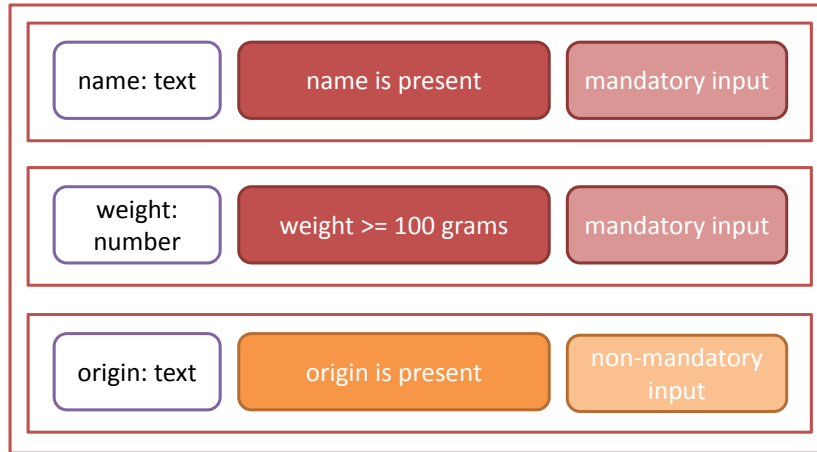 name: text
name is present
mandatory input
weight:
number
weight >= 100 grams
mandatory input
origin: text
origin is present
non-mandatory
input